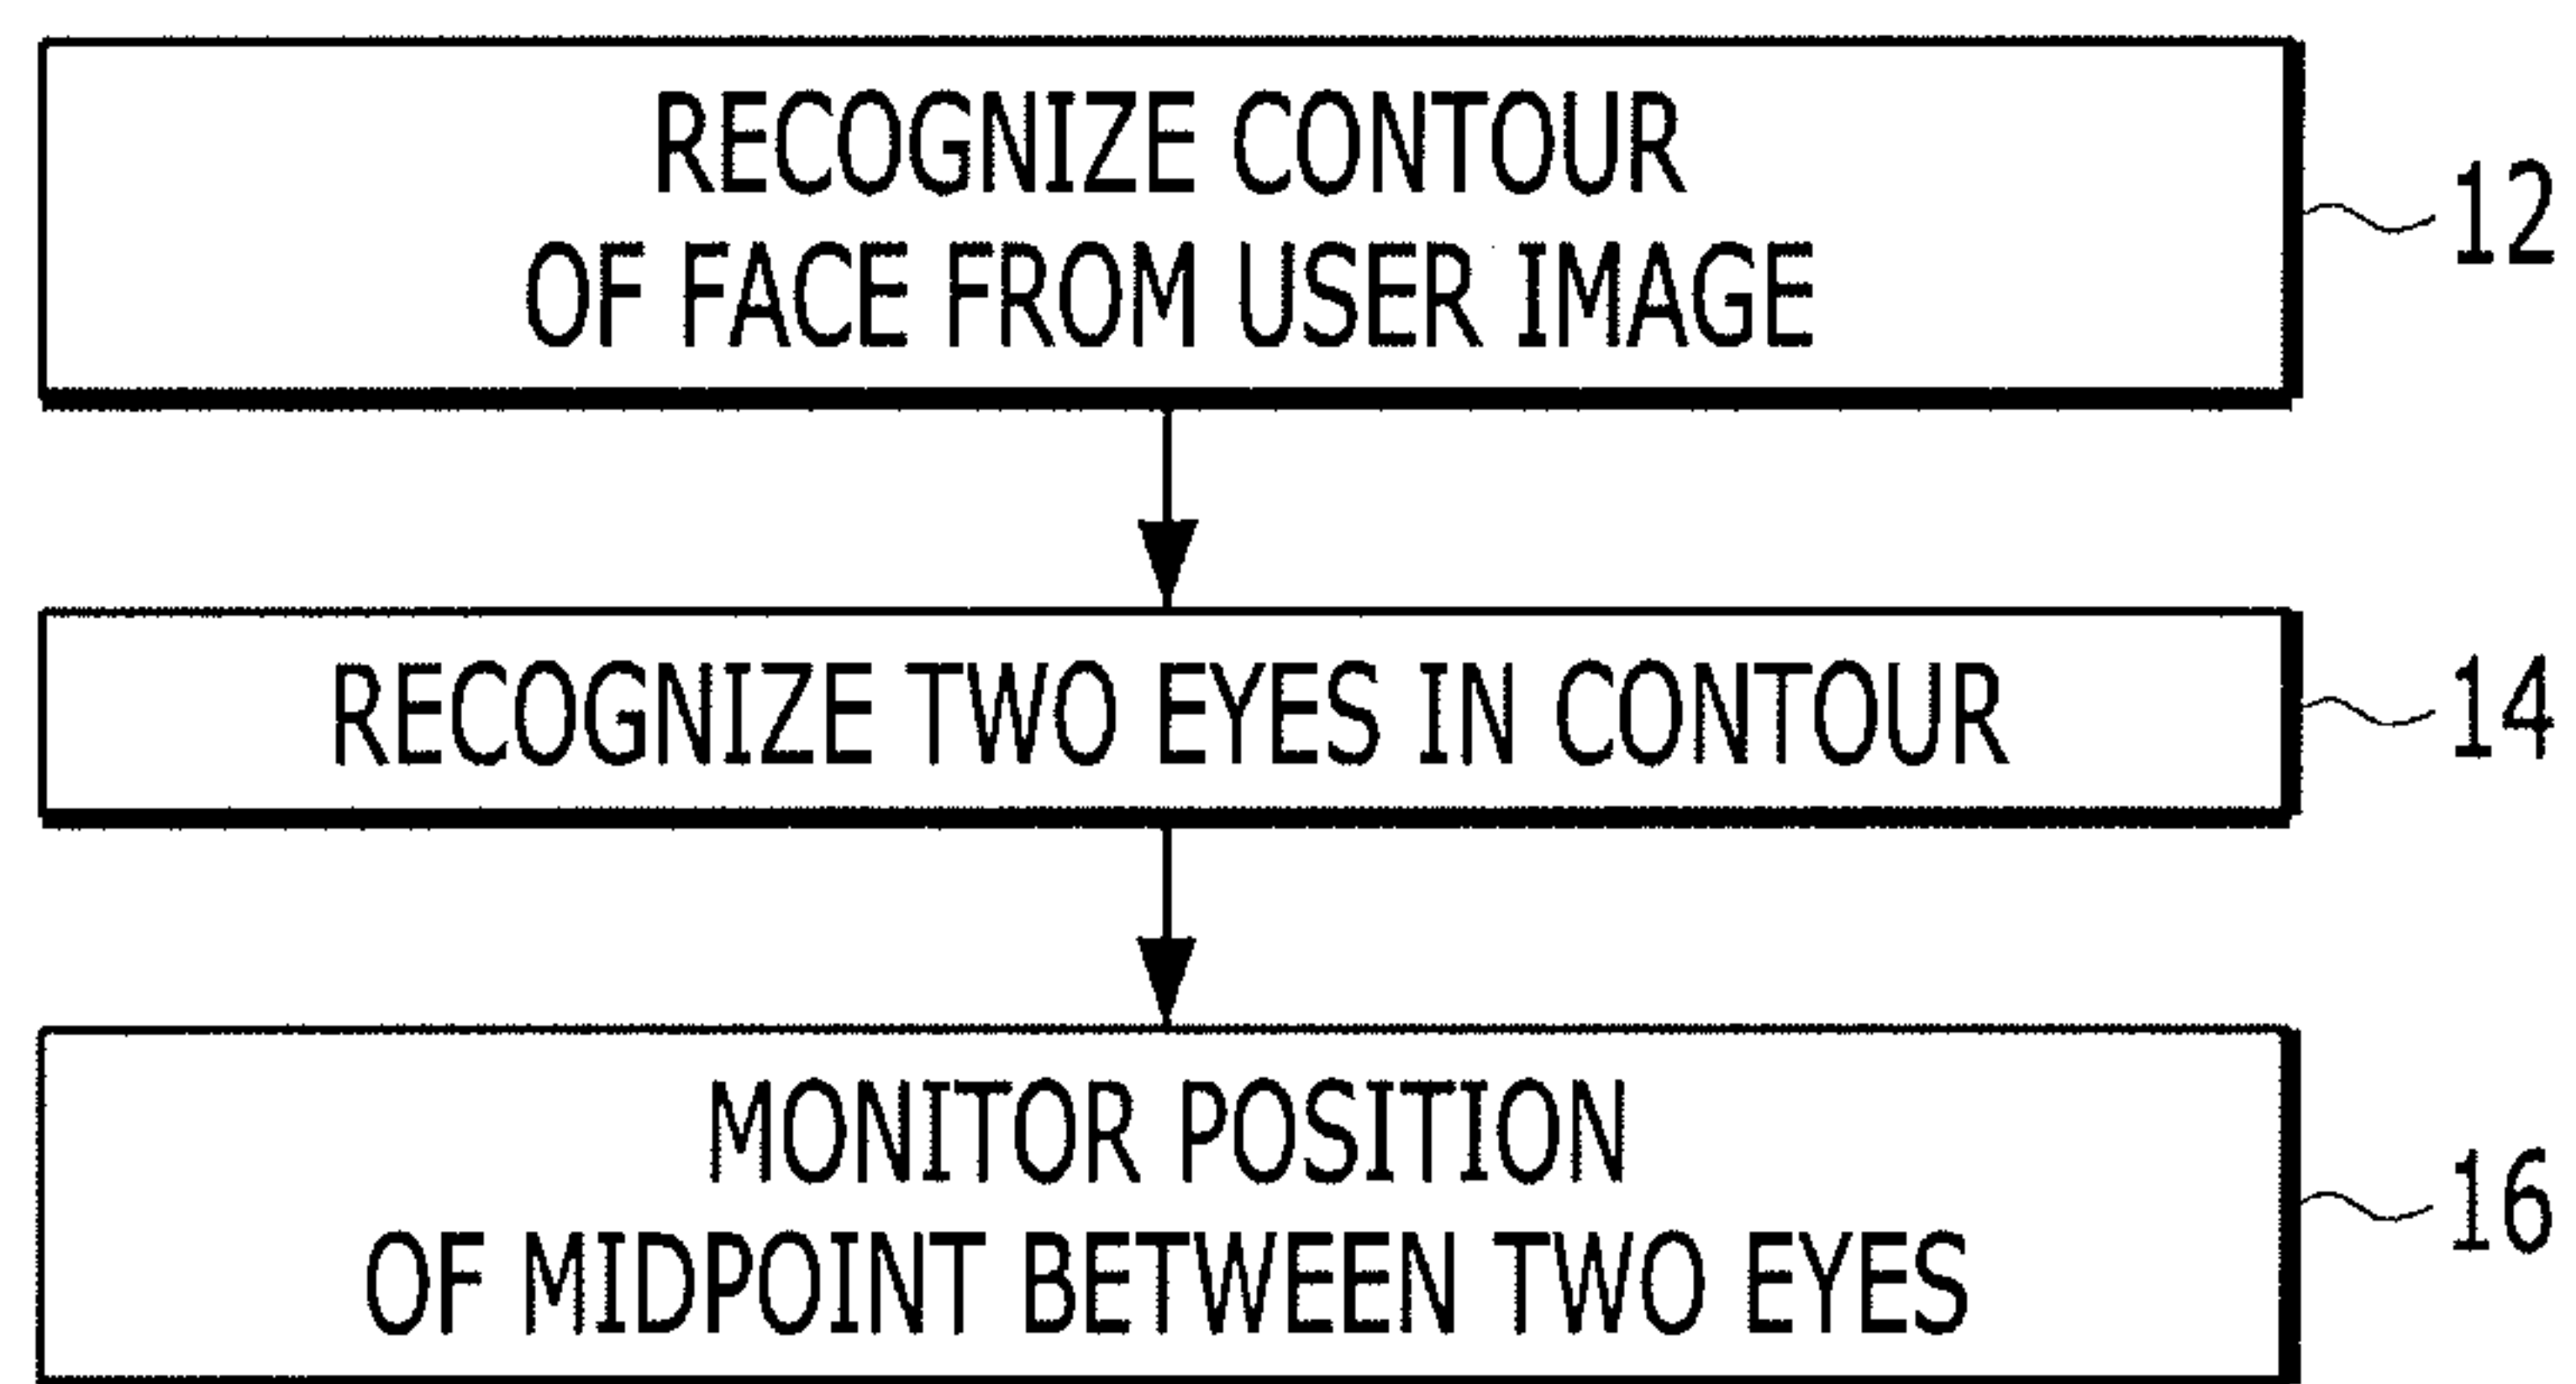 RECOGNIZE CONTOUR
OF FACE FROM USER IMAGE
12
RECOGNIZE TWO EYES IN CONTOUR
14
MONITOR POSITION
OF MIDPOINT BETWEEN TWO EYES
16